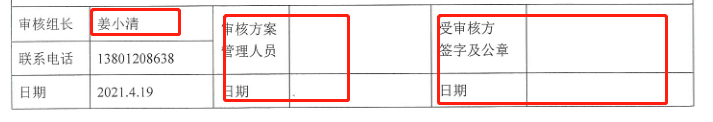 审核组长 姜小清 审核方案 受审核方
管理人员 签字及公章
联系电话 13801208638
日期 2021.4.19 日期 日期